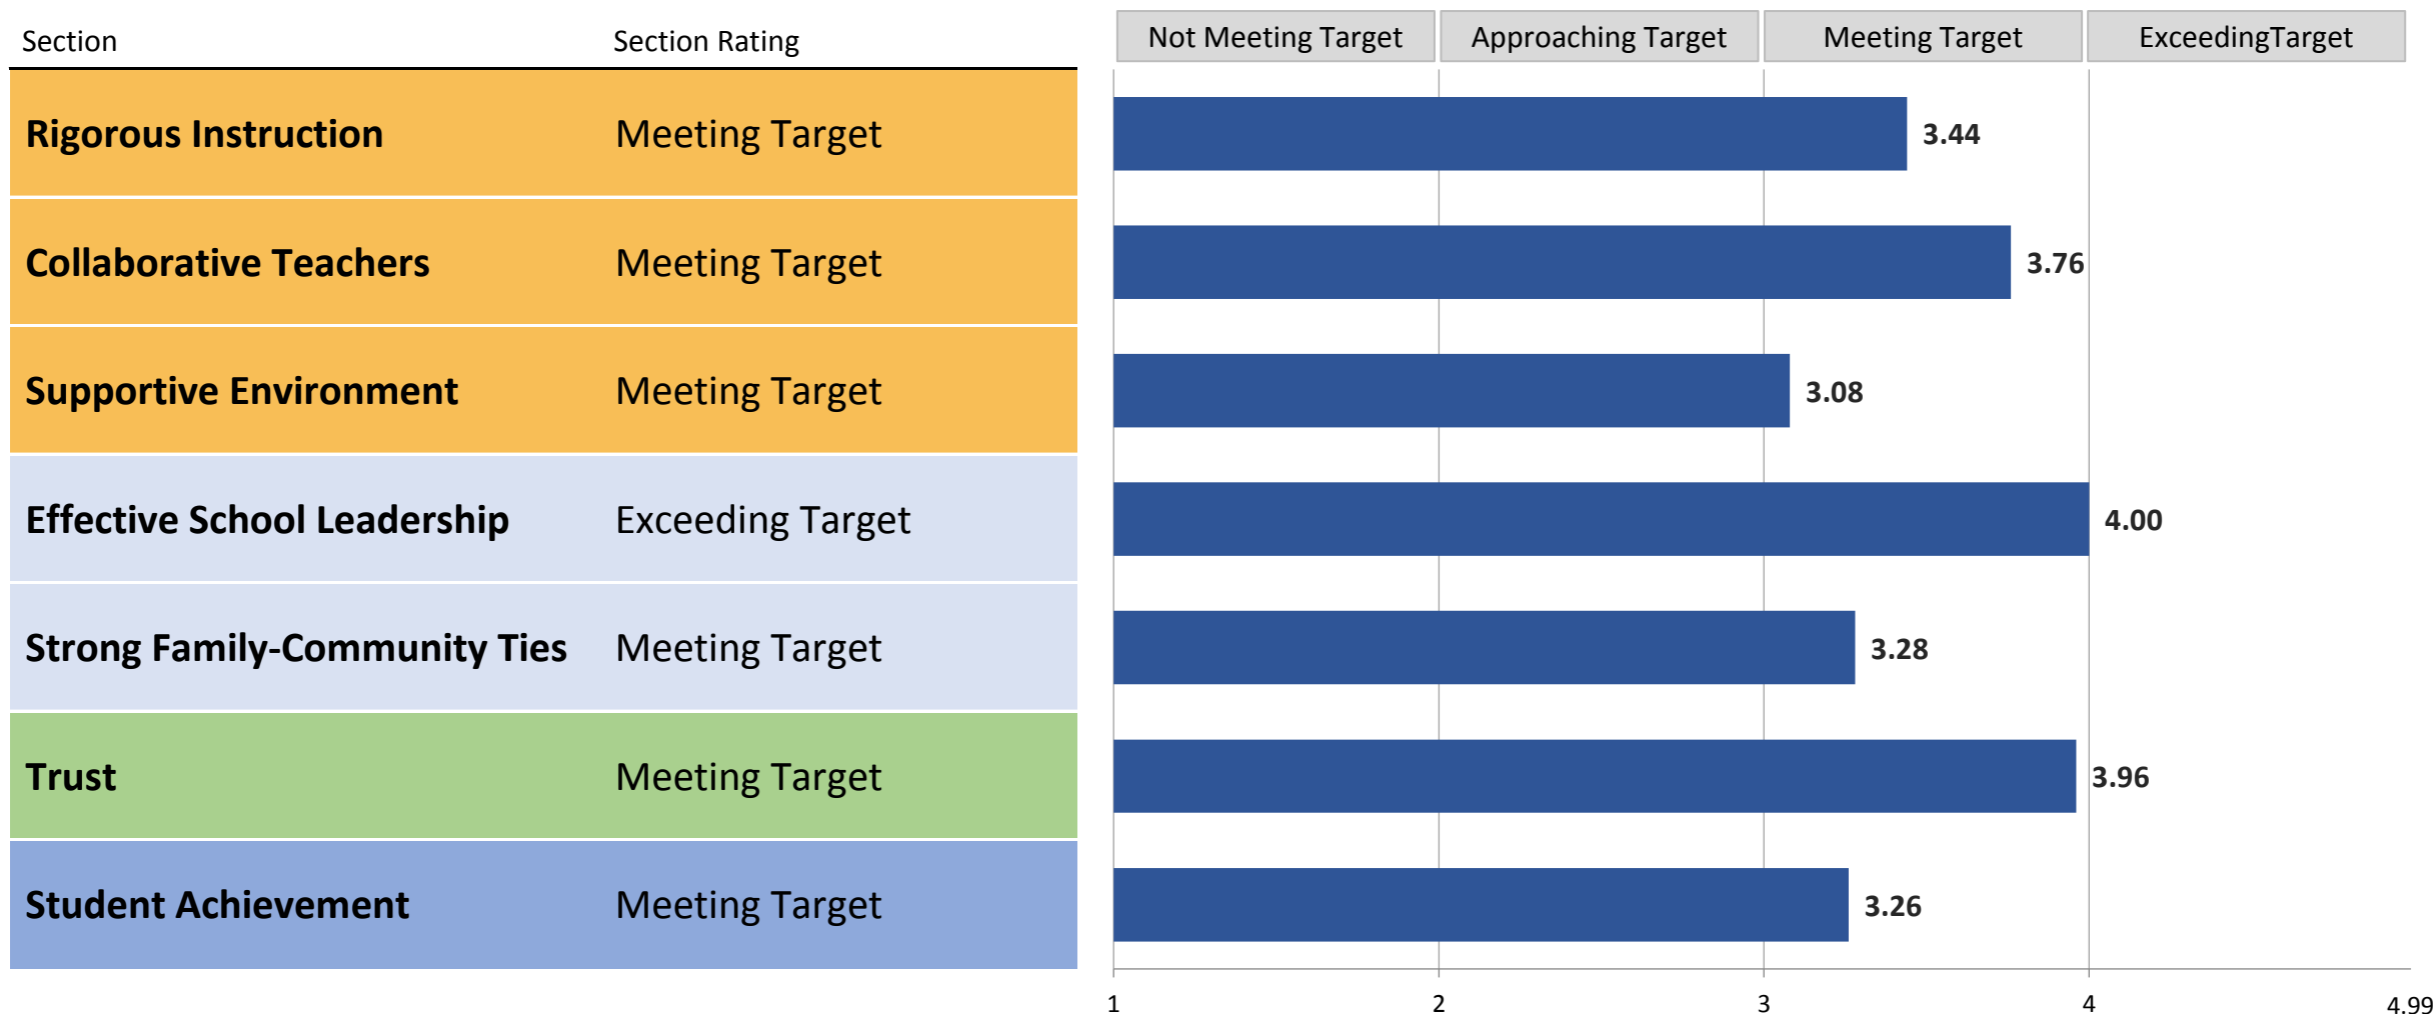 Section Section Rating Not Meeting Target Approaching Target Meeting Target ExceedingTarget
Rigorous Instruction Meeting Target 3.44
Collaborative Teachers Meeting Target 3.76
Supportive Environment Meeting Target 3.08
Effective School Leadership Exceeding Target 4.00
Strong Family-Community Ties Meeting Target 3.28
Trust Meeting Target 3.96
Student Achievement Meeting Target 3.26
1 2 3 4 4.99